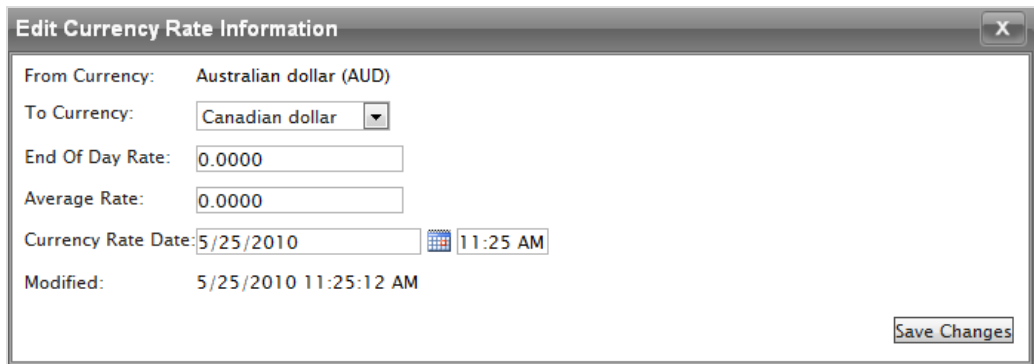 Edit Currency Rate Information X
From Currency: Australian dollar (AUD)
To Currency: Canadian dollar
End Of Day Rate: 0.0000
Average Rate: 0.0000
Currency Rate Date: 5/25/2010 11:25 AM
Modified: 5/25/2010 11:25:12 AM
Save Changes